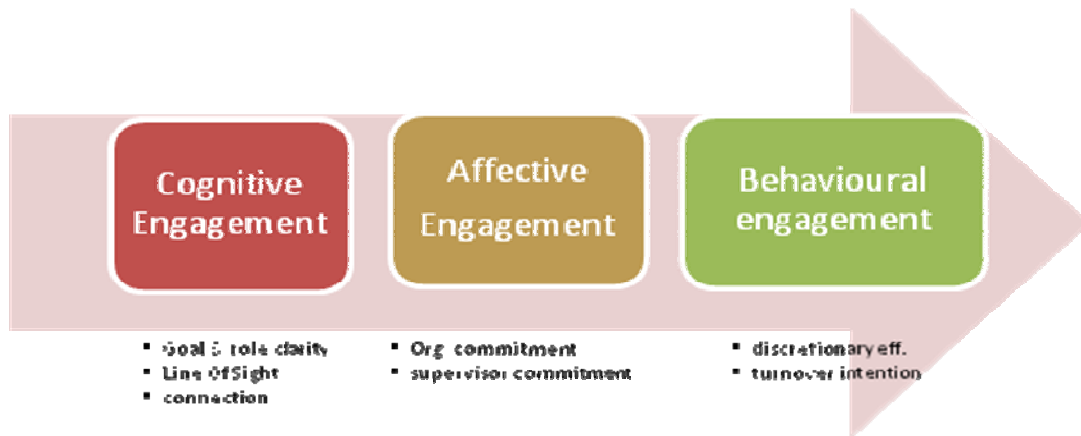 Cognitive
Engagement
Affective
Engagement
Behavioural
engagement
Goal & role clarity
Line Of Sight
connection
Org commitment
supervisor commitment
discretionary eff.
turnover intention